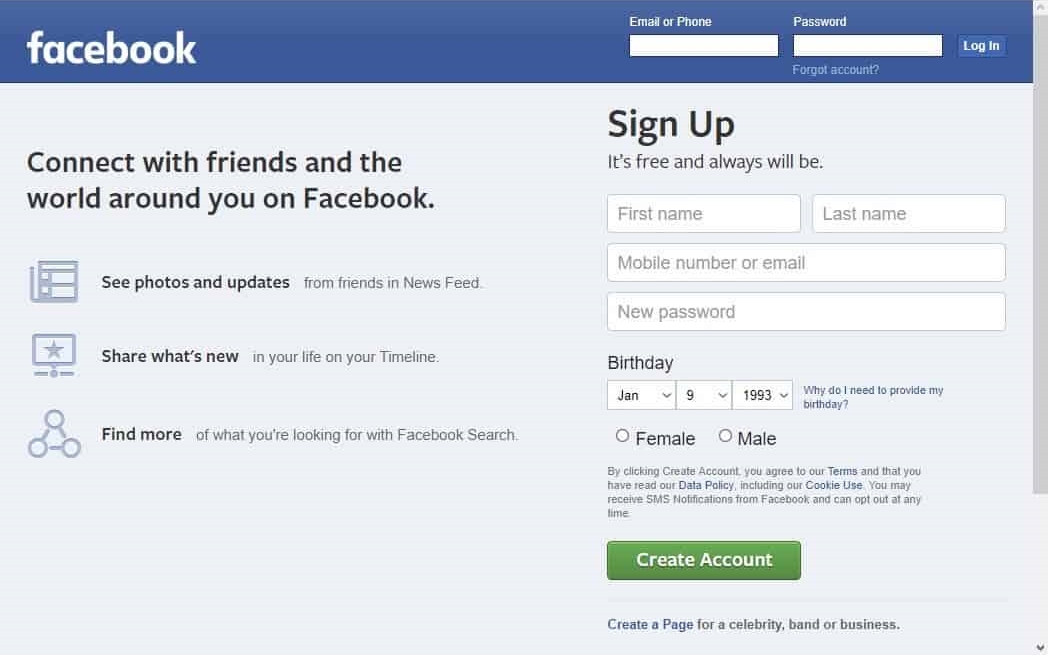 facebook
Email or Phone
Password
Log In
Forgot account?
Connect with friends and the
world around you on Facebook.
See photos and updates from friends in News Feed.
Share what's new in your life on your Timeline.
Find more of what you're looking for with Facebook Search.
Sign Up
It's free and always will be.
First name
Last name
Mobile number or email
New password
Birthday
Jan 9 1993
Why do I need to provide my
birthday?
Female Male
By clicking Create Account, you agree to our Terms and that you
have read our Data Policy, including our Cookie Use. You may
receive SMS Notifications from Facebook and can opt out at any
time.
Create Account
Create a Page for a celebrity, band or business.